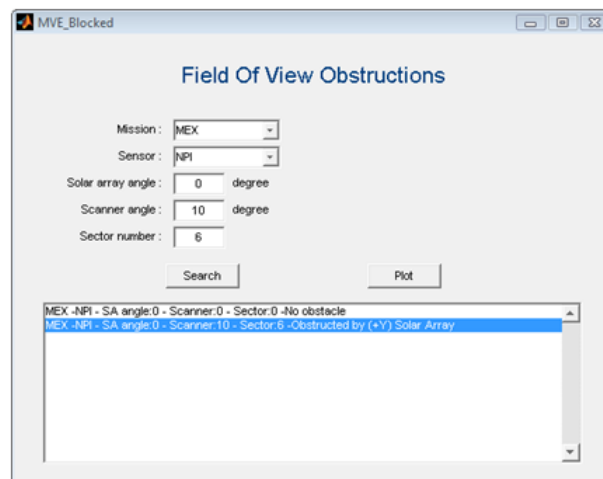 MVE_Blocked
Field Of View Obstructions
Mission : MEX
Sensor : NPI
Solar array angle : 0 degree
Scanner angle : 10 degree
Sector number : 6
Search Plot
MEX -NPI - SA angle:0 - Scanner:0 - Sector:0 -No obstacle
MEX -NPI - SA angle:0 - Scanner:10 - Sector:6 -Obstructed by (+Y) Solar Array